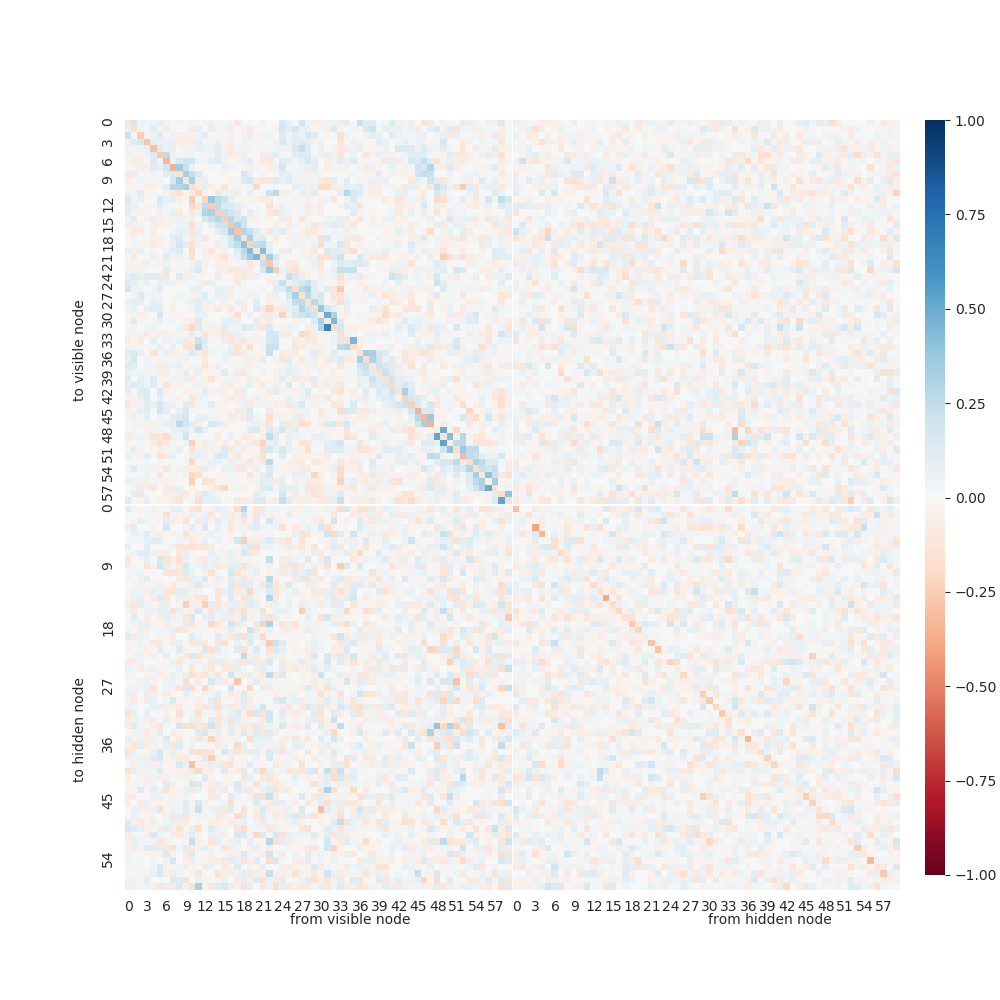 0 3 6 9 12 15 18 21 24 27 30 33 36 39 42 45 48 51 54 57
to visible node
0 9 18 27 36 45 54
to hidden node
0 3 6 9 12 15 18 21 24 27 30 33 36 39 42 45 48 51 54 57
from visible node
0 3 6 9 12 15 18 21 24 27 30 33 36 39 42 45 48 51 54 57
from hidden node
1.00
0.75
0.50
0.25
0.00
−0.25
−0.50
−0.75
−1.00